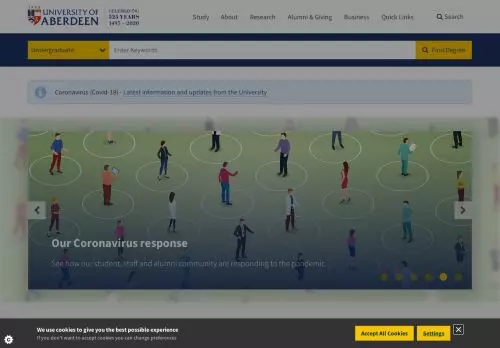 UNIVERSITY OF
ABERDEEN
CELEBRATING
525 YEARS
1495 – 2020
Study About Research Alumni & Giving Business Quick Links Search
Undergraduate Enter Keywords Find Degree
Coronavirus (Covid-19) - Latest information and updates from the University
Our Coronavirus response
See how our student, staff and alumni community are responding to the pandemic.
We use cookies to give you the best possible experience
If you don't want to accept cookies you can change preferences
Accept All Cookies Settings